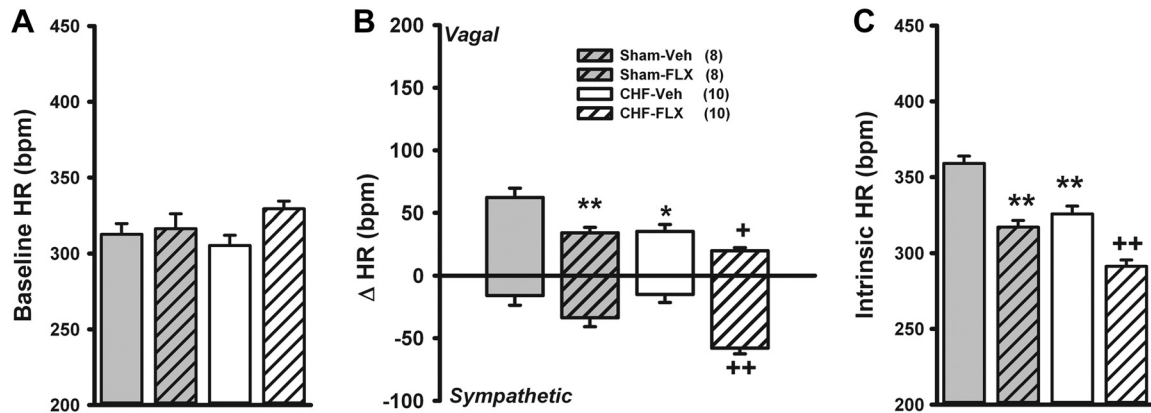 A
Baseline HR (bpm)
450
400
350
300
250
200
B
Δ HR (bpm)
200
150
100
50
0
-50
-100
Vagal
Sham-Veh (8)
Sham-FLX (8)
CHF-Veh (10)
CHF-FLX (10)
**
*
+
++
Sympathetic
C
Intrinsic HR (bpm)
450
400
350
300
250
200
**
**
++